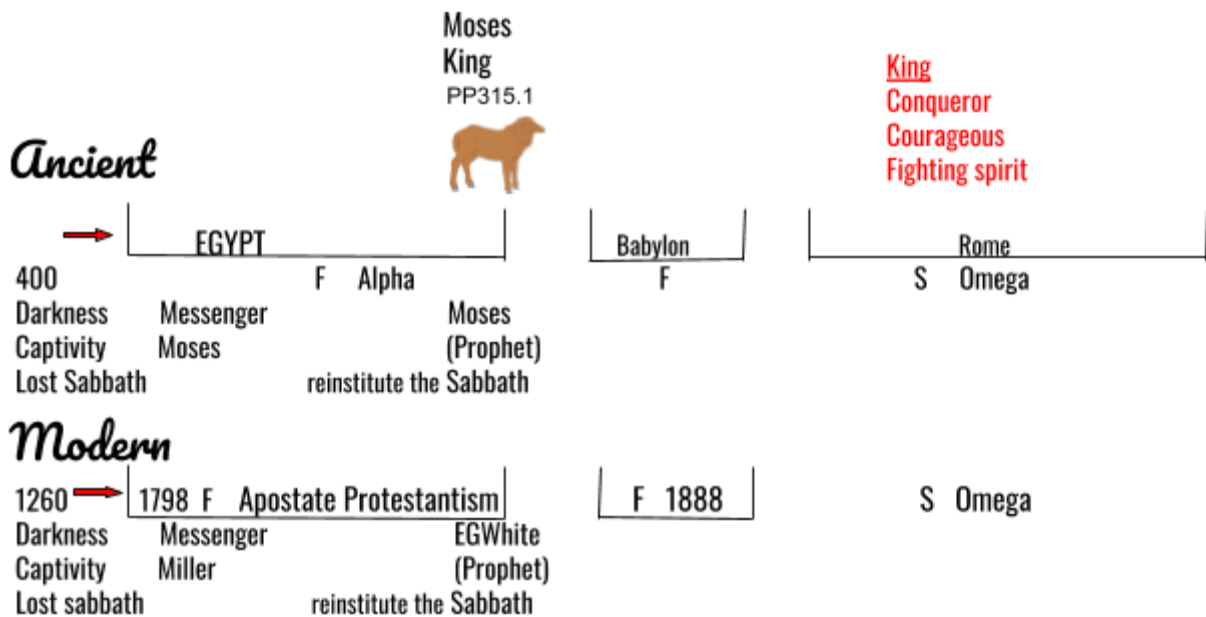 Moses
King
PP315.1
King
Conqueror
Courageous
Fighting spirit
Ancient
EGYPT
Babylon
Rome
400
F Alpha
F
S Omega
Darkness Messenger Moses
Captivity Moses (Prophet)
Lost Sabbath reinstitute the Sabbath
Modern
1260 1798 F Apostate Protestantism F 1888 S Omega
Darkness Messenger EGWhite
Captivity Miller (Prophet)
Lost sabbath reinstitute the Sabbath